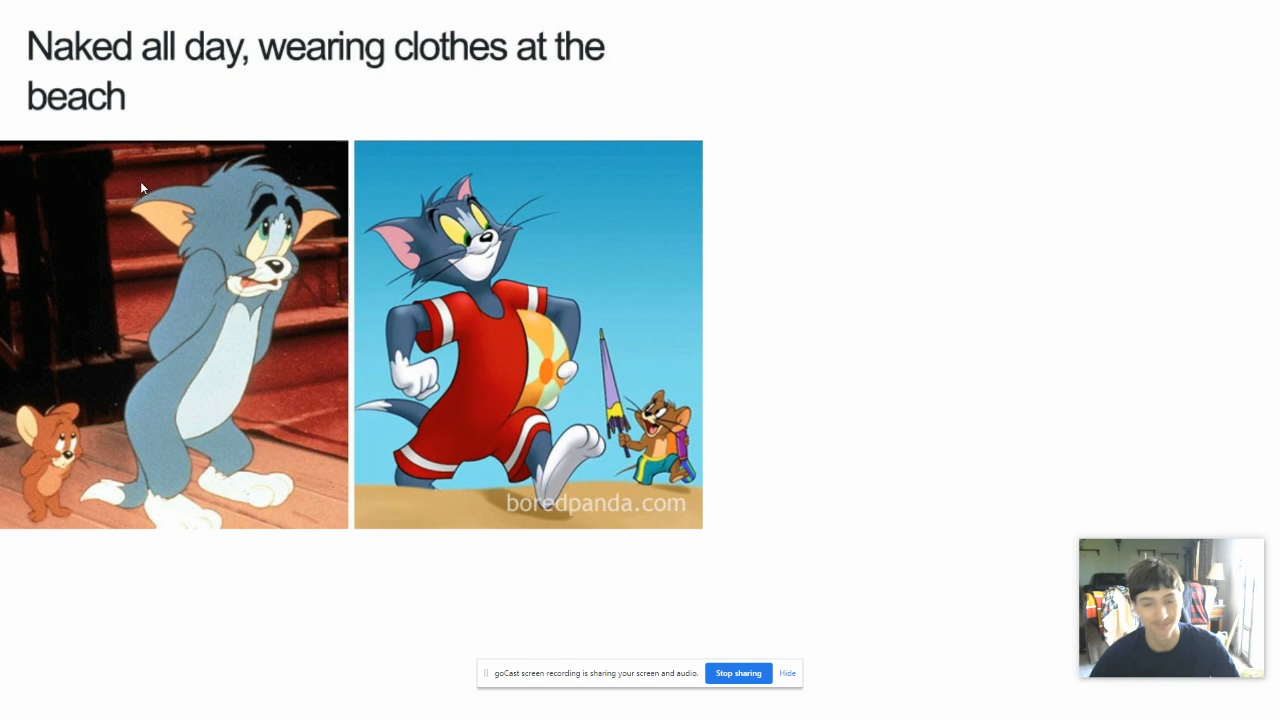 Naked all day, wearing clothes at the
beach
boredpanda.com
goCast screen recording is sharing your screen and audio. Stop sharing Hide